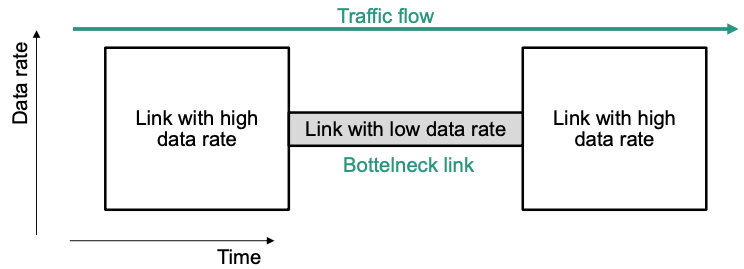 Traffic flow
Data rate
Link with high
data rate
Link with low data rate
Bottelneck link
Link with high
data rate
Time